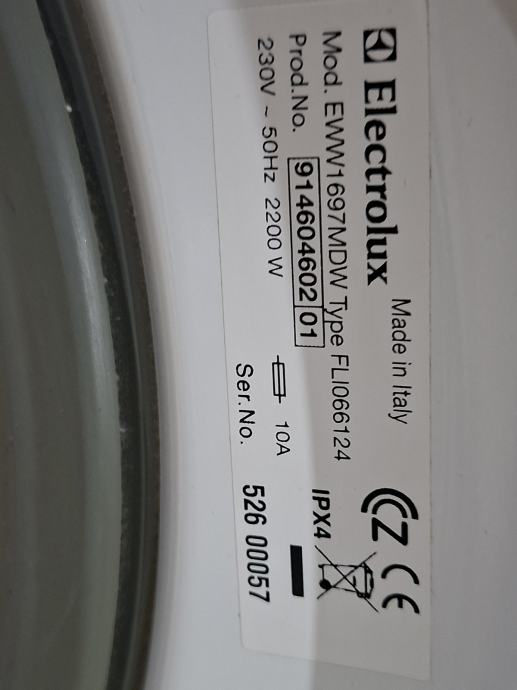 Electrolux
Made in Italy
Mod. EWW1697MDW Type FLI066124
Prod.No. 914604602 01
IPX4
230V ~ 50Hz 2200 W
10A
Ser.No. 526 00057